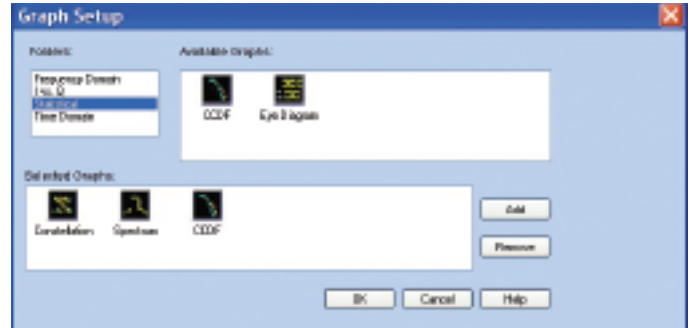 Graph Setup
Folders:
Available Graphs:
Frequency Domain
I vs. Q
Statistical
Time Domain
CCDF
Eye Diagram
Selected Graphs:
Constellation
Spectrum
CCDF
Add
Remove
OK
Cancel
Help